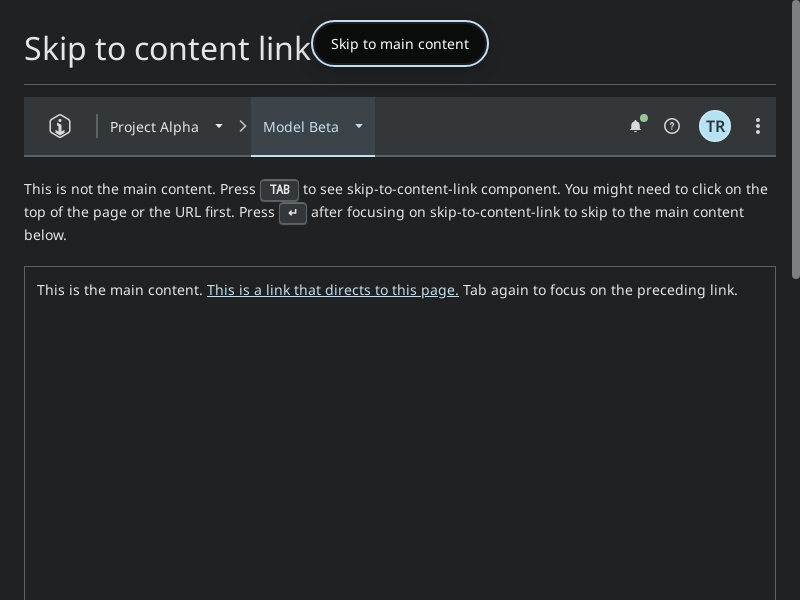 Skip to content link
Skip to main content
Project Alpha
Model Beta
TR
This is not the main content. Press TAB to see skip-to-content-link component. You might need to click on the
top of the page or the URL first. Press ↵ after focusing on skip-to-content-link to skip to the main content
below.
This is the main content. This is a link that directs to this page. Tab again to focus on the preceding link.